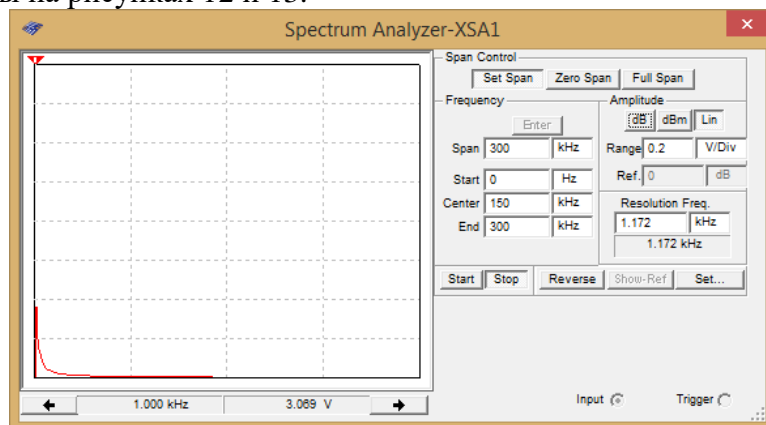 ы на рисунках 12 и 13.
Spectrum Analyzer-XSA1
Span Control
Set Span Zero Span Full Span
Frequency
Enter
Span 300 kHz
Start 0 Hz
Center 150 kHz
End 300 kHz
Amplitude
dB dBm Lin
Range 0.2 V/Div
Ref. 0 dB
Resolution Freq.
1.172 kHz
1.172 kHz
Start Stop Reverse Show-Ref Set...
1.000 kHz 3.069 V
Input Trigger